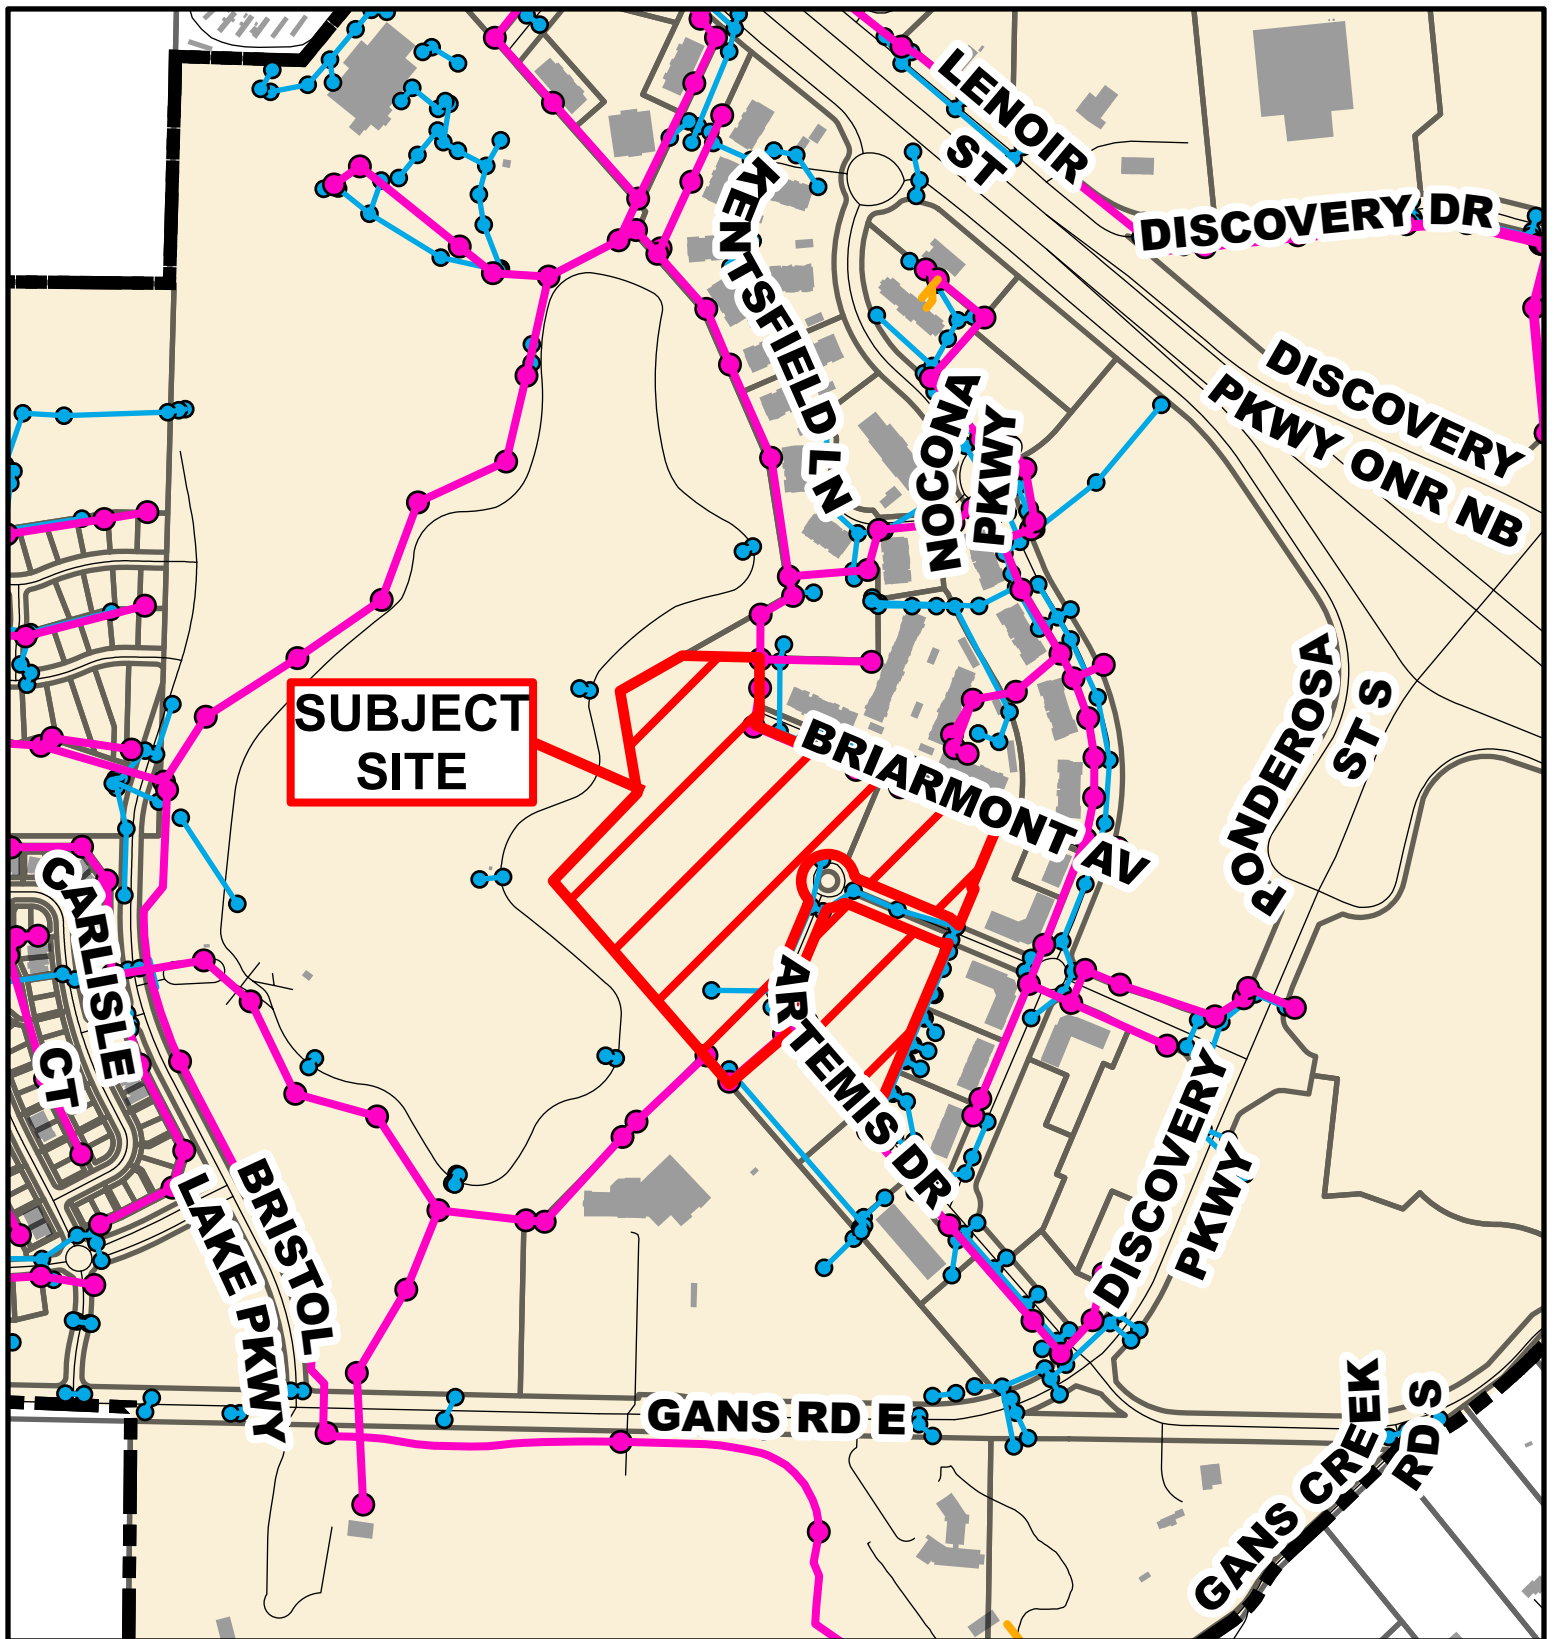 LENOIR
ST
DISCOVERY DR
KENTSFIELD LN
DISCOVERY
PKWY ONR NB
NOCONA
PKWY
PONDEROSA
ST S
SUBJECT
SITE
BRIARMONT AV
CARLISLE
CT
ARTEMIS DR
DISCOVERY
PKWY
BRISTOL
LAKE PKWY
GANS RD E
GANS CREEK
RD S